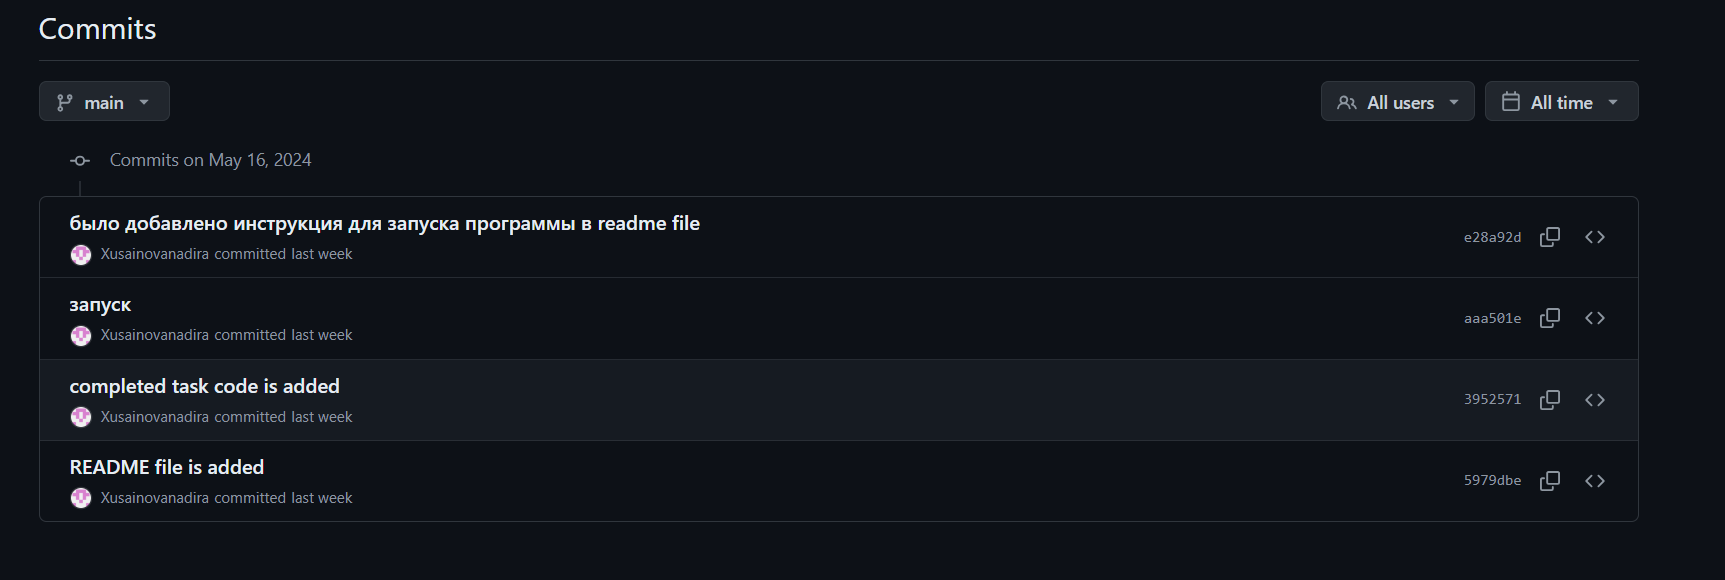 Commits
main
All users
All time
Commits on May 16, 2024
было добавлено инструкция для запуска программы в readme file
e28a92d
Xusainovanadira committed last week
запуск
aaa501e
Xusainovanadira committed last week
completed task code is added
3952571
Xusainovanadira committed last week
README file is added
5979dbe
Xusainovanadira committed last week